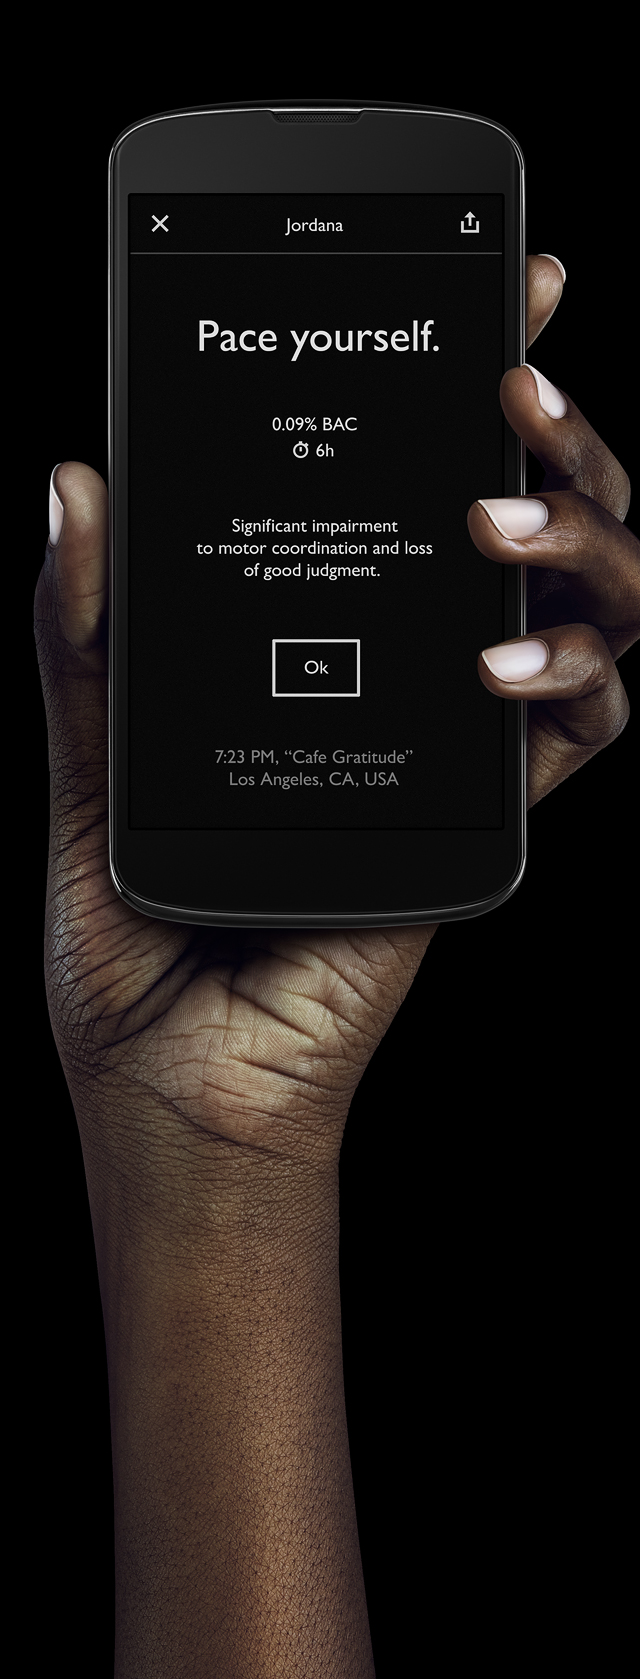 Jordana
Pace yourself.
0.09% BAC
6h
Significant impairment
to motor coordination and loss
of good judgment.
Ok
7:23 PM, “Cafe Gratitude”
Los Angeles, CA, USA